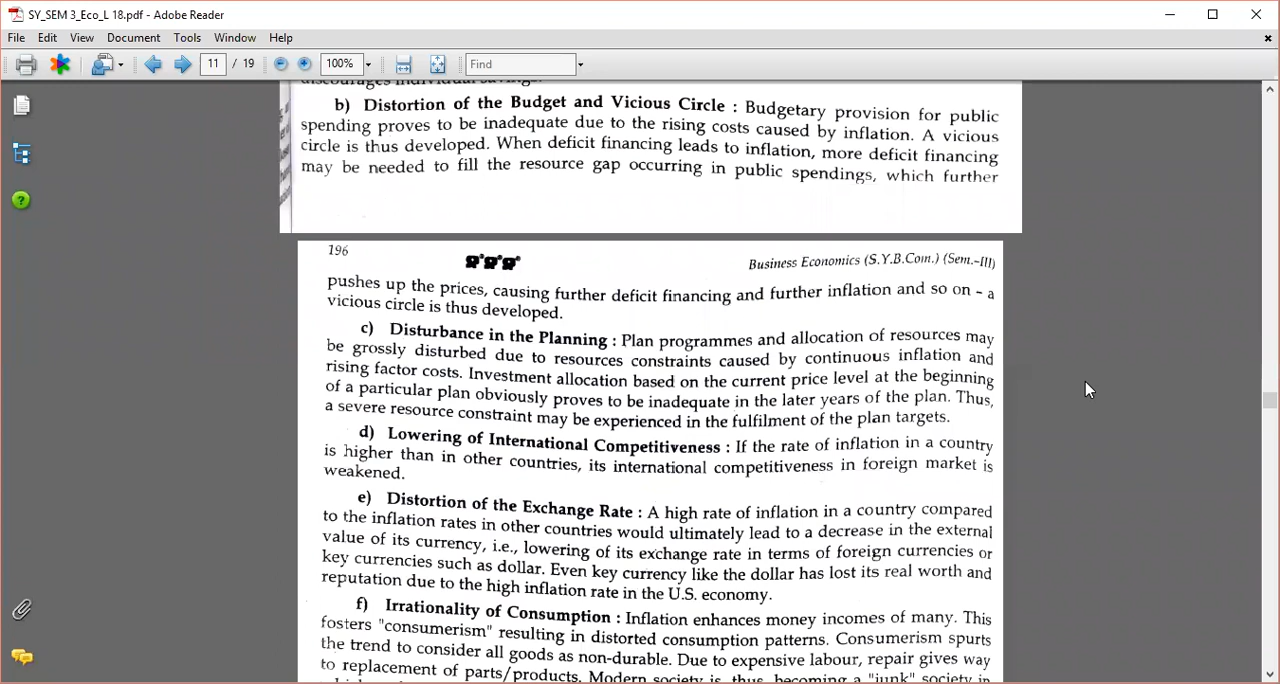 SY_SEM 3_Eco_L 18.pdf - Adobe Reader
File Edit View Document Tools Window Help
11 / 19 100% Find
discourages individual savings.
b) Distortion of the Budget and Vicious Circle : Budgetary provision for public
spending proves to be inadequate due to the rising costs caused by inflation. A vicious
circle is thus developed. When deficit financing leads to inflation, more deficit financing
may be needed to fill the resource gap occurring in public spendings, which further
196
Business Economics (S.Y.B.Com.) (Sem.-III)
pushes up the prices, causing further deficit financing and further inflation and so on - a
vicious circle is thus developed.
c) Disturbance in the Planning : Plan programmes and allocation of resources may
be grossly disturbed due to resources constraints caused by continuous inflation and
rising factor costs. Investment allocation based on the current price level at the beginning
of a particular plan obviously proves to be inadequate in the later years of the plan. Thus,
a severe resource constraint may be experienced in the fulfilment of the plan targets.
d) Lowering of International Competitiveness : If the rate of inflation in a country
is higher than in other countries, its international competitiveness in foreign market is
weakened.
e) Distortion of the Exchange Rate : A high rate of inflation in a country compared
to the inflation rates in other countries would ultimately lead to a decrease in the external
value of its currency, i.e., lowering of its exchange rate in terms of foreign currencies or
key currencies such as dollar. Even key currency like the dollar has lost its real worth and
reputation due to the high inflation rate in the U.S. economy.
f) Irrationality of Consumption : Inflation enhances money incomes of many. This
fosters "consumerism" resulting in distorted consumption patterns. Consumerism spurts
the trend to consider all goods as non-durable. Due to expensive labour, repair gives way
to replacement of parts/products. Modern society is, thus, becoming a "junk" society in